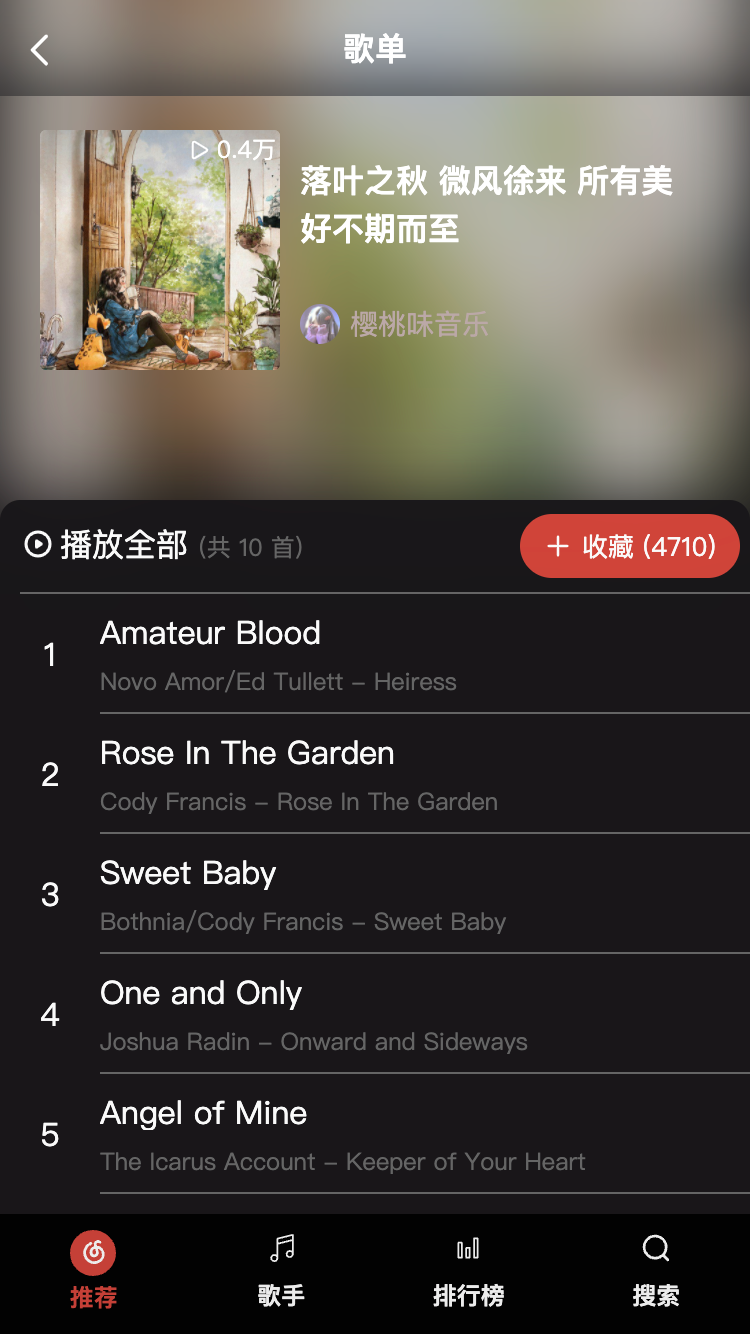 歌单
0.4万
落叶之秋 微风徐来 所有美
好不期而至
樱桃味音乐
播放全部 (共 10 首)
收藏 (4710)
1
Amateur Blood
Novo Amor/Ed Tullett – Heiress
2
Rose In The Garden
Cody Francis – Rose In The Garden
3
Sweet Baby
Bothnia/Cody Francis – Sweet Baby
4
One and Only
Joshua Radin – Onward and Sideways
5
Angel of Mine
The Icarus Account – Keeper of Your Heart
推荐
歌手
排行榜
搜索